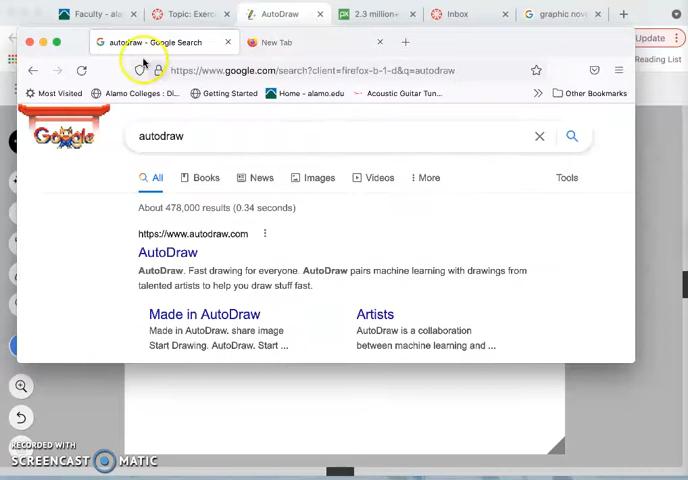 Faculty - alam
Topic: Exerc
AutoDraw
2.3 million+
Inbox
graphic nove
Update
Reading List
autodraw - Google Search
New Tab
https://www.google.com/search?client=firefox-b-1-d&q=autodraw
Most Visited
Alamo Colleges : Di...
Getting Started
Home - alamo.edu
Acoustic Guitar Tun...
Other Bookmarks
Google
autodraw
All
Books
News
Images
Videos
More
Tools
About 478,000 results (0.34 seconds)
https://www.autodraw.com
AutoDraw
AutoDraw. Fast drawing for everyone. AutoDraw pairs machine learning with drawings from
talented artists to help you draw stuff fast.
Made in AutoDraw
Made in AutoDraw. share image
Start Drawing. AutoDraw. Start ...
Artists
AutoDraw is a collaboration
between machine learning and ...
RECORDED WITH
SCREENCAST MATIC